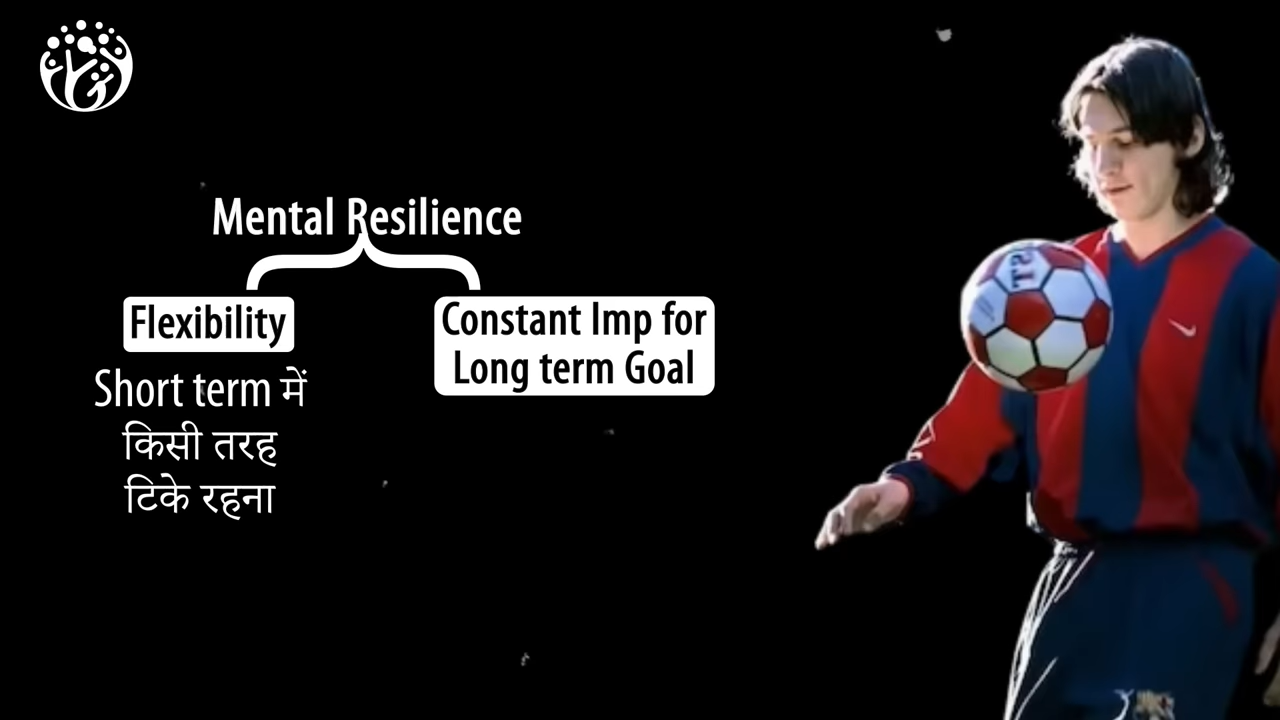 Mental Resilience
Flexibility
Short term में
किसी तरह
टिके रहना
Constant Imp for
Long term Goal